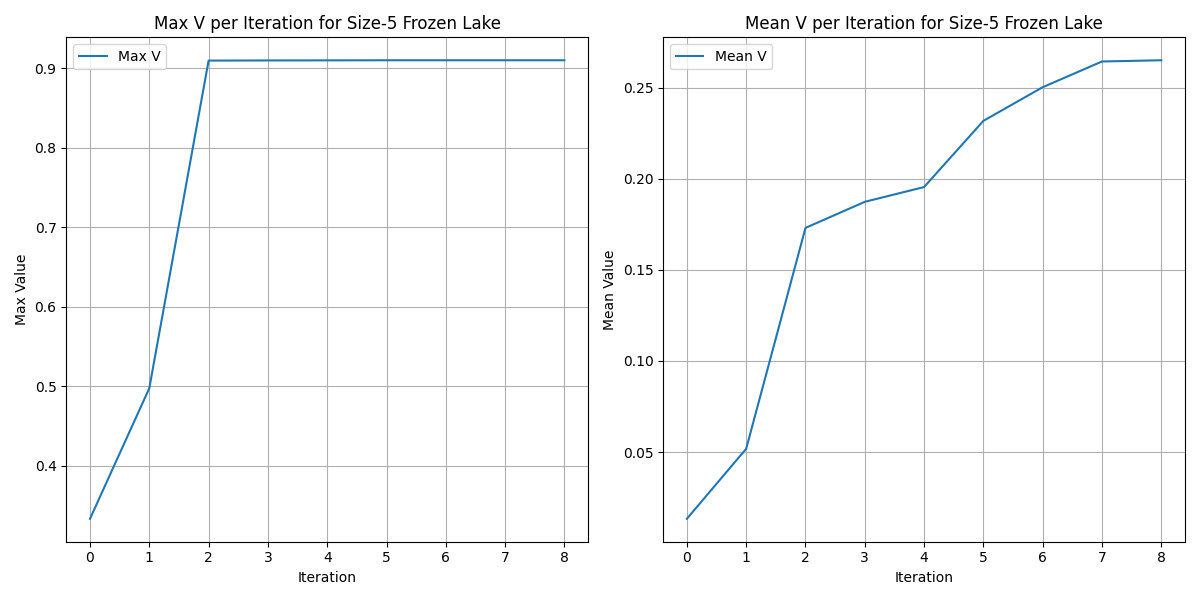 Max V per Iteration for Size-5 Frozen Lake
Max V
0.9
0.8
0.7
0.6
0.5
0.4
Max Value
0 1 2 3 4 5 6 7 8
Iteration
Mean V per Iteration for Size-5 Frozen Lake
Mean V
0.25
0.20
0.15
0.10
0.05
Mean Value
0 1 2 3 4 5 6 7 8
Iteration